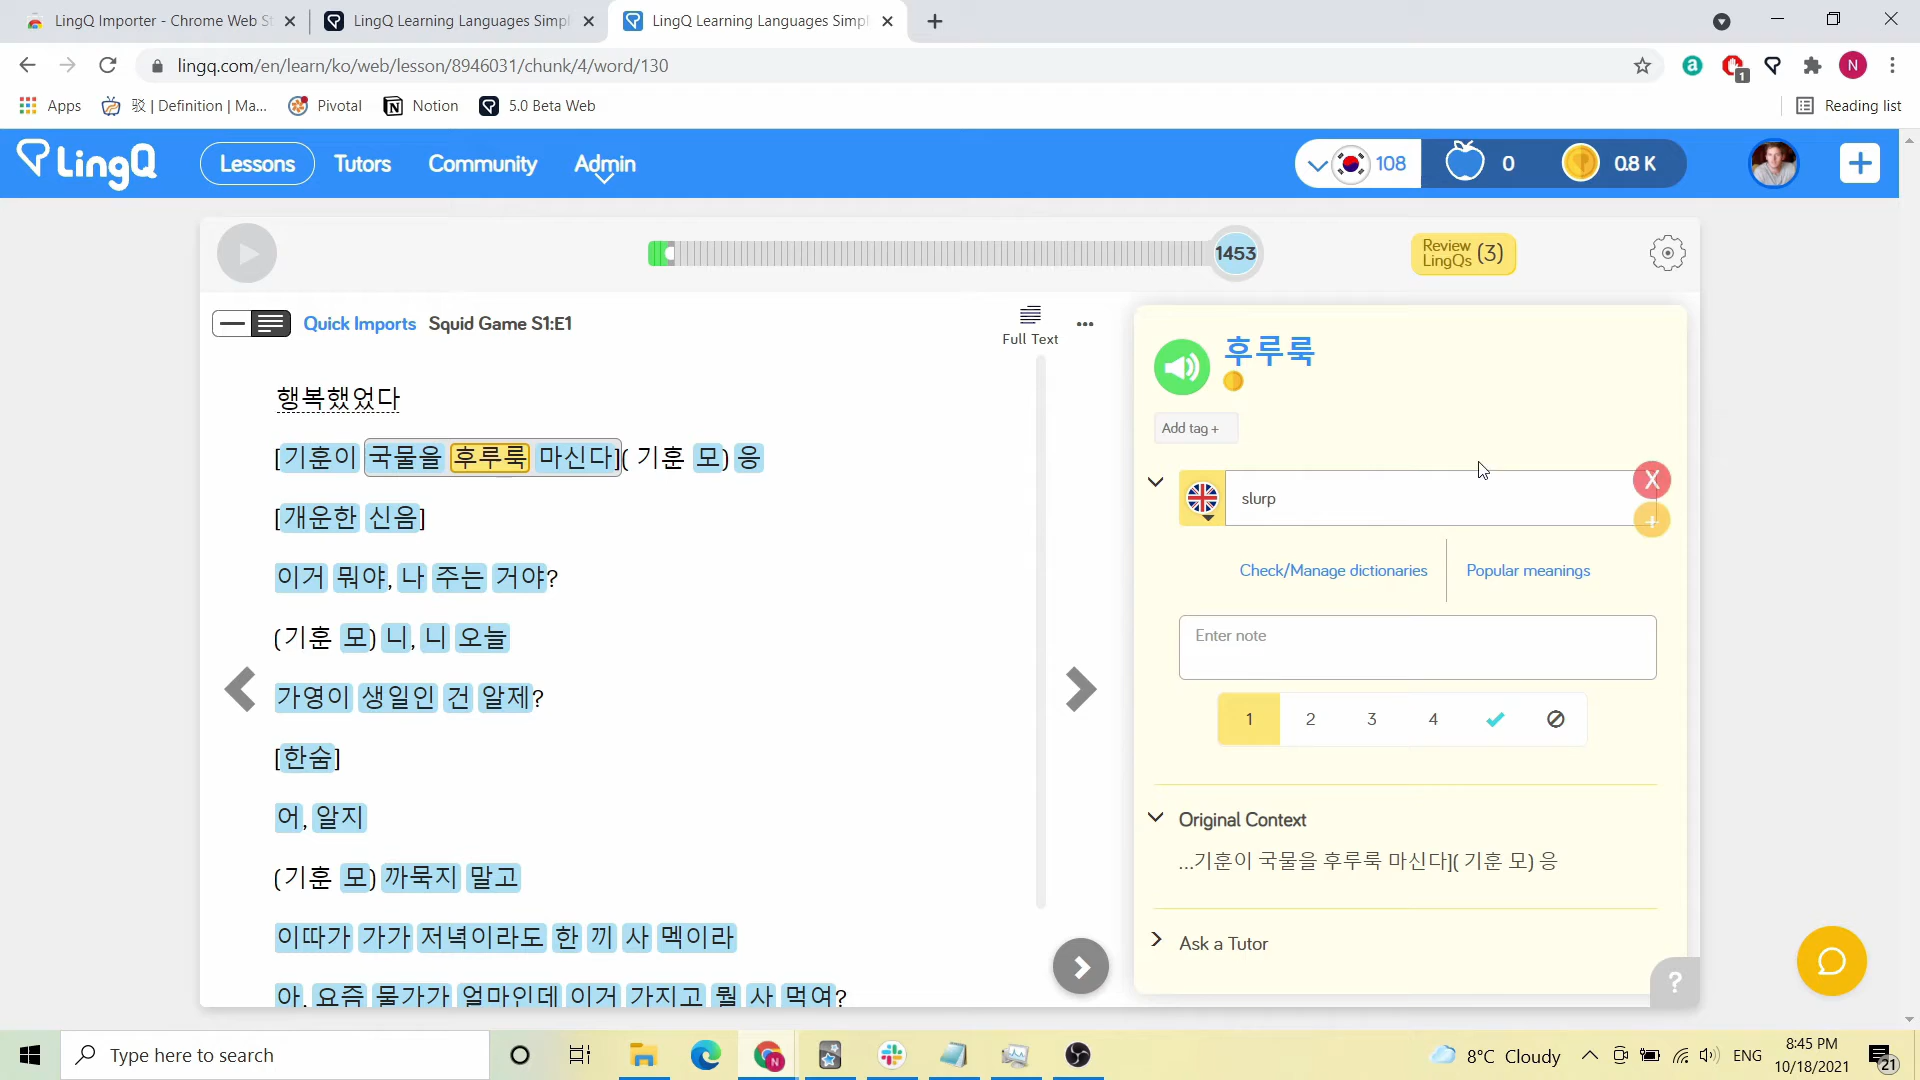 LingQ Importer - Chrome Web St
LingQ Learning Languages Simpl
LingQ Learning Languages Simpl
lingq.com/en/learn/ko/web/lesson/8946031/chunk/4/word/130
a
1
N
Apps
| Definition | Ma...
Pivotal
Notion
5.0 Beta Web
Reading list
LingQ
Lessons
Tutors
Community
Admin
108
0
0.8 K
1453
Review LingQs (3)
Quick Imports
Squid Game S1:E1
Full Text
행복했었다
[기훈이 국물을 후루룩 마신다]( 기훈 모) 응
[개운한 신음]
이거 뭐야, 나 주는 거야?
(기훈 모) 니, 니 오늘
가영이 생일인 건 알제?
[한숨]
어, 알지
(기훈 모) 까묵지 말고
이따가 가가 저녁이라도 한 끼 사 멕이라
아, 요즘 물가가 얼마인데 이거 가지고 뭘 사 먹여?
후루룩
Add tag +
slurp
X
+
Check/Manage dictionaries
Popular meanings
Enter note
1
2
3
4
Original Context
...기훈이 국물을 후루룩 마신다]( 기훈 모) 응
Ask a Tutor
?
Type here to search
N
8°C Cloudy
ENG
8:45 PM
10/18/2021
21